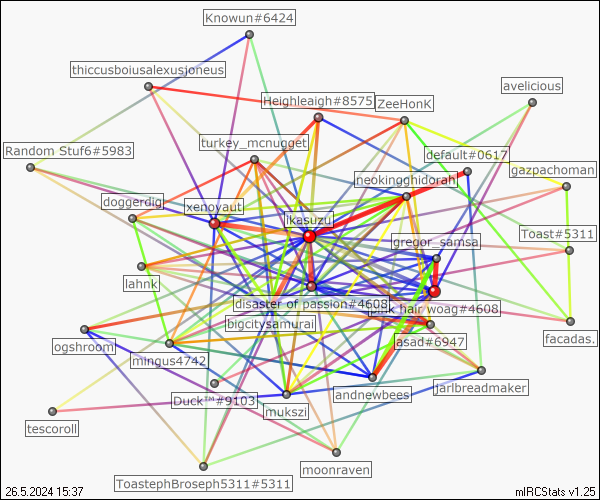 Knowun#6424
thiccusboiusalexusjoneus
avelicious
Heighleaigh#8575
ZeeHonK
turkey_mcnugget
default#0617
Random Stuf6#5983
gazpachoman
neokingghidorah
doggerdig
xenoyaut
ikasuzu
Toast#5311
gregor_samsa
lahnk
disaster of passion#4608
pink hair woag#4608
bigcitysamurai
facadas.
asad#6947
ogshroom
mingus4742
Duck™#9103
andnewbees
jarlbreadmaker
mukszi
tescoroll
moonraven
ToastephBroseph5311#5311
26.5.2024 15:37
mIRCStats v1.25